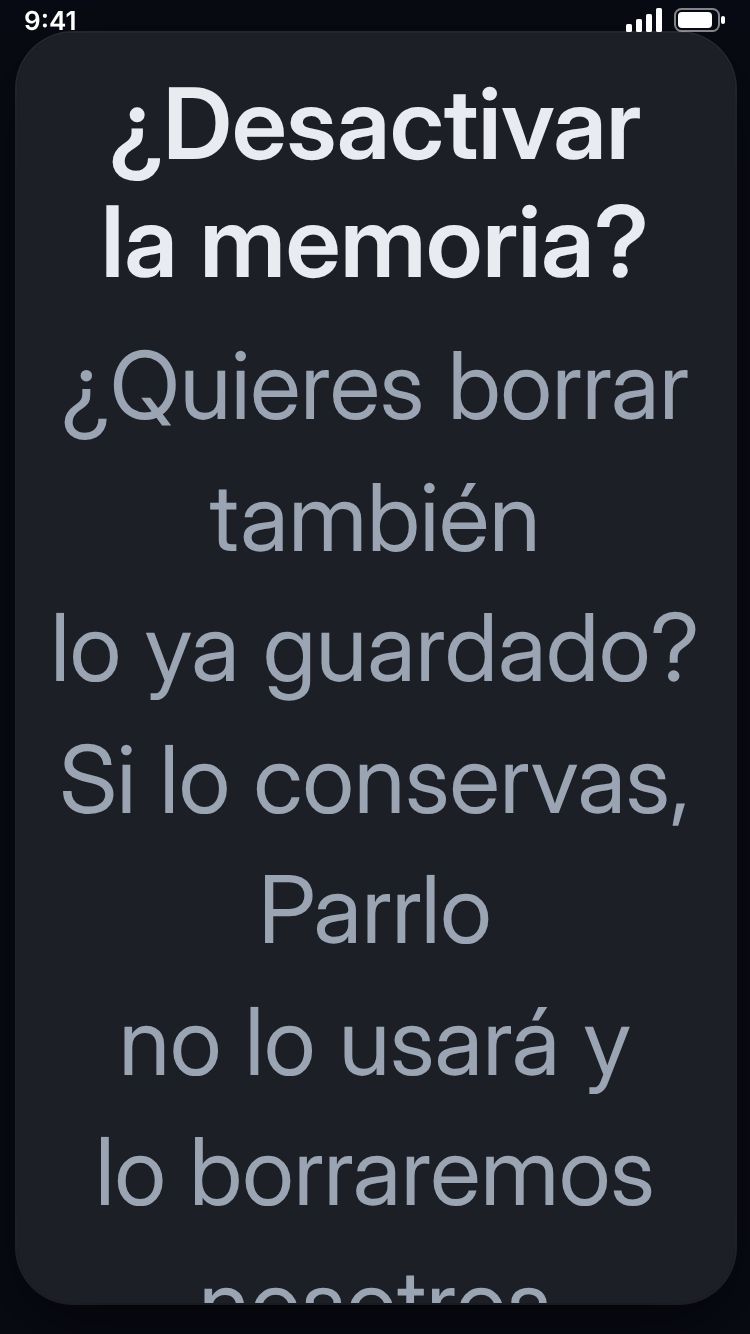 9:41
¿Desactivar
la memoria?
¿Quieres borrar
también
lo ya guardado?
Si lo conservas,
Parrlo
no lo usará y
lo borraremos
nosotros